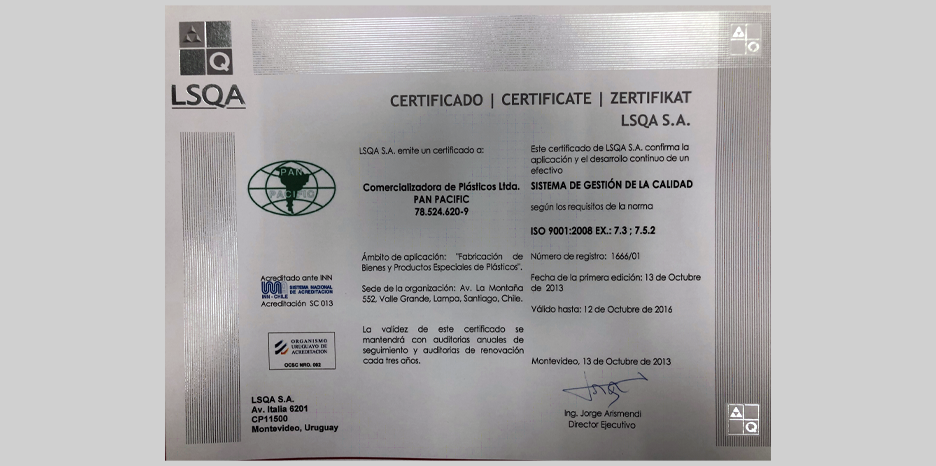 Q
LSQA
CERTIFICADO | CERTIFICATE | ZERTIFIKAT
LSQA S.A.
LSQA S.A. emite un certificado a:
PAN
PACIFIC
Comercializadora de Plásticos Ltda.
PAN PACIFIC
78.524.620-9
Este certificado de LSQA S.A. confirma la
aplicación y el desarrollo continuo de un
efectivo
SISTEMA DE GESTIÓN DE LA CALIDAD
según los requisitos de la norma
ISO 9001:2008 EX.: 7.3 ; 7.5.2
Ámbito de aplicación: "Fabricación de
Bienes y Productos Especiales de Plásticos".
Sede de la organización: Av. La Montaña
552, Valle Grande, Lampa, Santiago, Chile.
La validez de este certificado se
mantendrá con auditorías anuales de
seguimiento y auditorias de renovación
cada tres años.
Número de registro: 1666/01
Fecha de la primera edición: 13 de Octubre
de 2013
Válido hasta: 12 de Octubre de 2016
Montevideo, 13 de Octubre de 2013
Ing. Jorge Arismendi
Director Ejecutivo
Acreditado ante INN
INN - CHILE
SISTEMA NACIONAL
DE ACREDITACION
Acreditación SC 013
ORGANISMO
URUGUAYO DE
ACREDITACION
OCSC NRO. 002
LSQA S.A.
Av. Italia 6201
CP11500
Montevideo, Uruguay
Q
Q